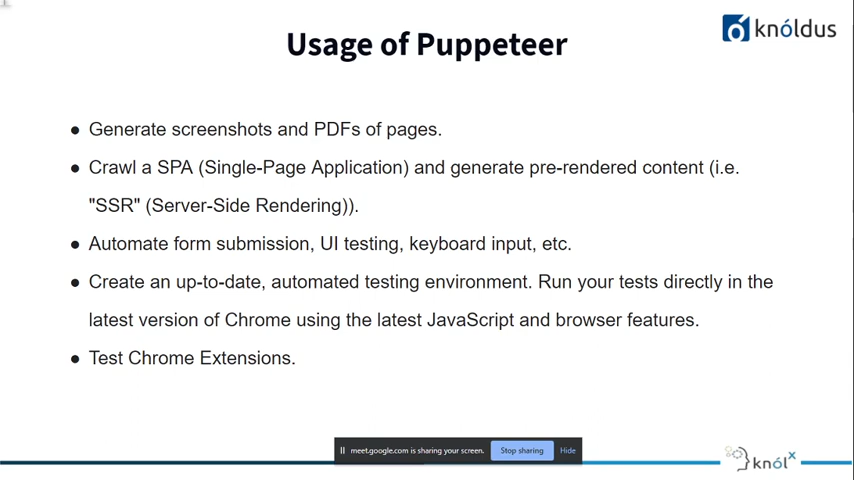 Usage of Puppeteer
knóldus
● Generate screenshots and PDFs of pages.
● Crawl a SPA (Single-Page Application) and generate pre-rendered content (i.e.
"SSR" (Server-Side Rendering)).
● Automate form submission, UI testing, keyboard input, etc.
● Create an up-to-date, automated testing environment. Run your tests directly in the
latest version of Chrome using the latest JavaScript and browser features.
● Test Chrome Extensions.
meet.google.com is sharing your screen. Stop sharing Hide
knólx